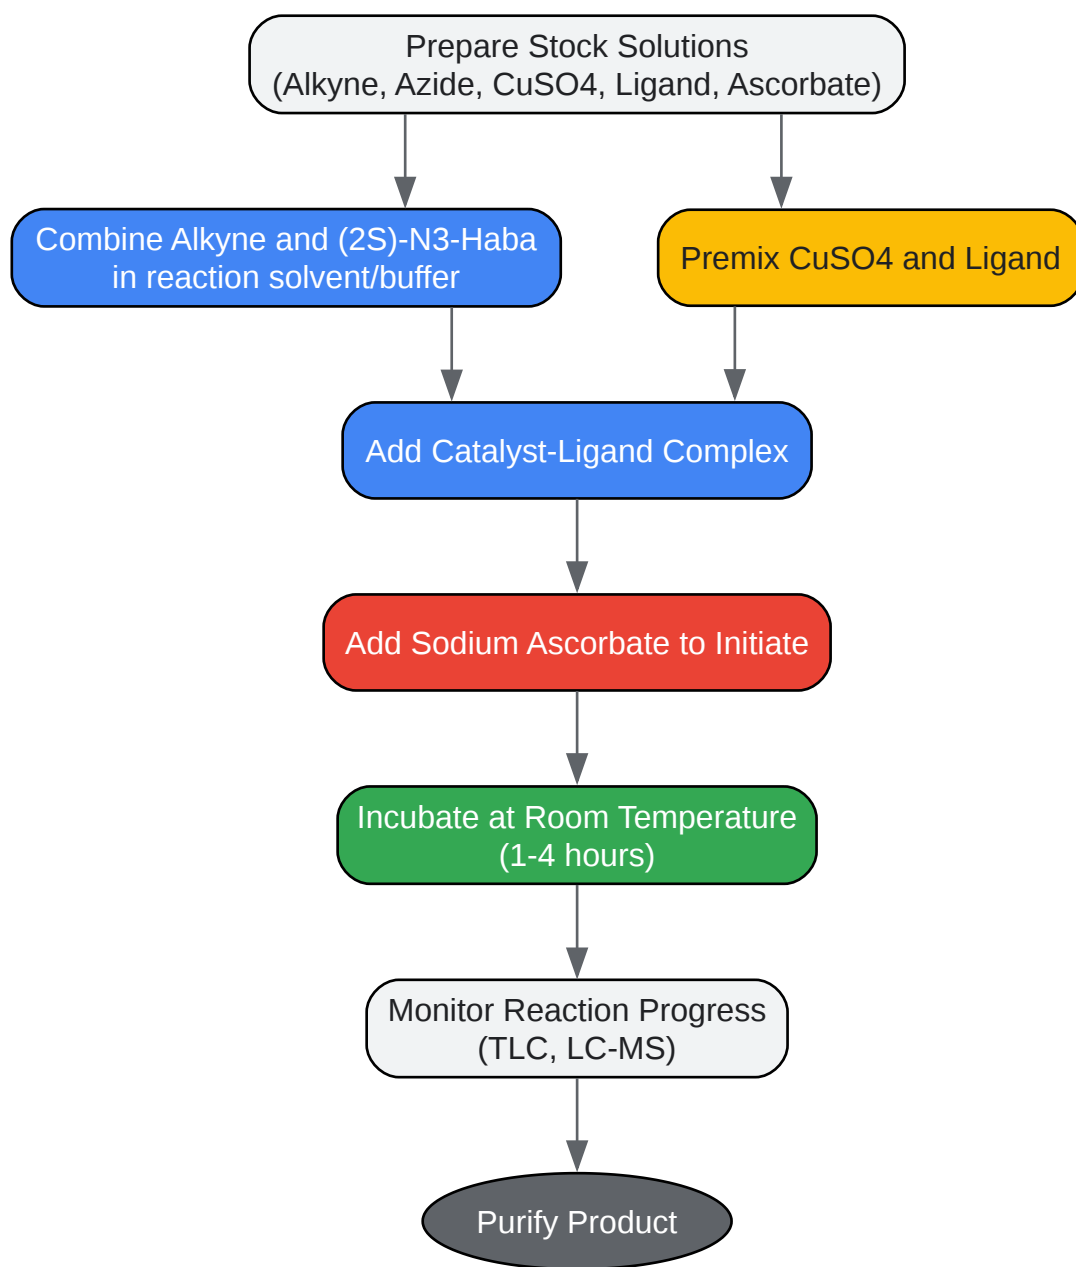 Prepare Stock Solutions
(Alkyne, Azide, CuSO4, Ligand, Ascorbate)
Combine Alkyne and (2S)-N3-Haba
in reaction solvent/buffer
Premix CuSO4 and Ligand
Add Catalyst-Ligand Complex
Add Sodium Ascorbate to Initiate
Incubate at Room Temperature
(1-4 hours)
Monitor Reaction Progress
(TLC, LC-MS)
Purify Product